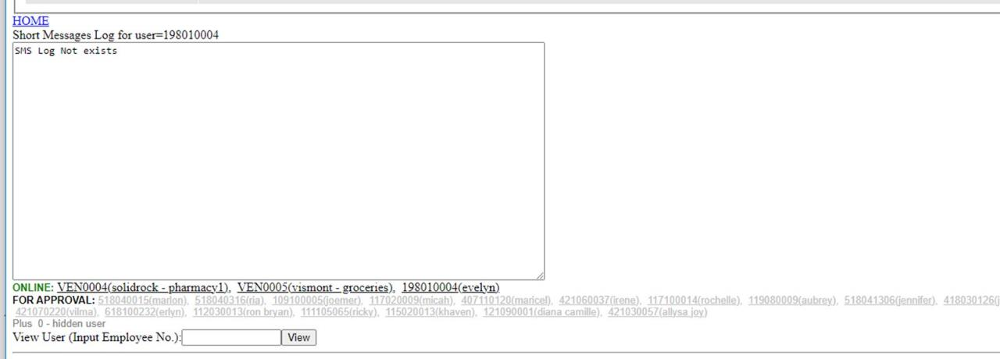 HOME
Short Messages Log for user=198010004
SMS Log Not exists
ONLINE: VEN0004(solidrock - pharmacy1), VEN0005(vismont - groceries), 198010004(evelyn)
FOR APPROVAL: 518040015(marlon), 518040316(ria), 109100005(joemer), 117020009(micah), 407110120(maricel), 421060037(irene), 117100014(rochelle), 119080009(aubrey), 518041306(jennifer), 418030126(j
421070220(vilma), 618100232(erlyn), 112030013(ron bryan), 111105065(ricky), 115020013(khaven), 121090001(diana camille), 421030057(allysa joy)
Plus 0 - hidden user
View User (Input Employee No.): View